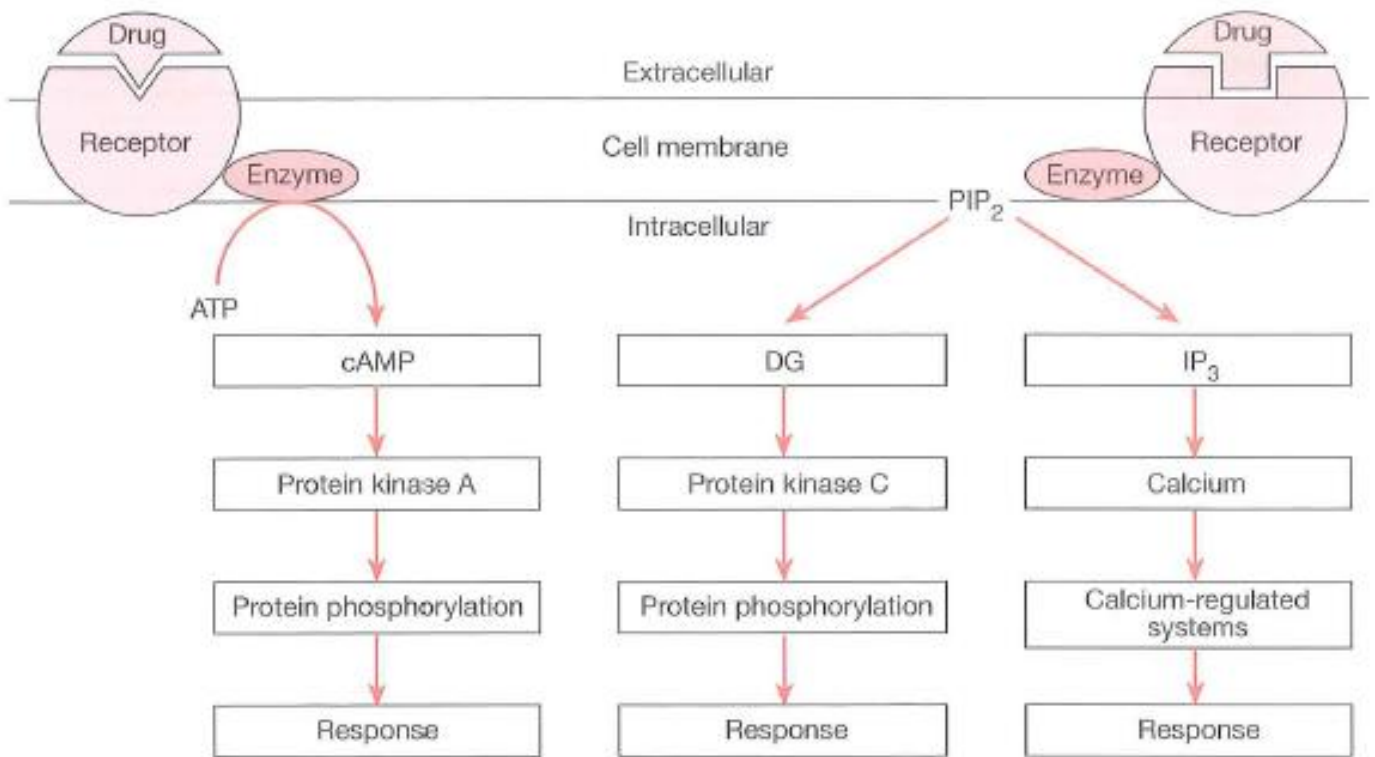 Drug
Drug
Extracellular
Receptor
Cell membrane
Receptor
Enzyme
Enzyme
PIP2
Intracellular
ATP
cAMP
DG
IP3
Protein kinase A
Protein kinase C
Calcium
Protein phosphorylation
Protein phosphorylation
Calcium-regulated
systems
Response
Response
Response